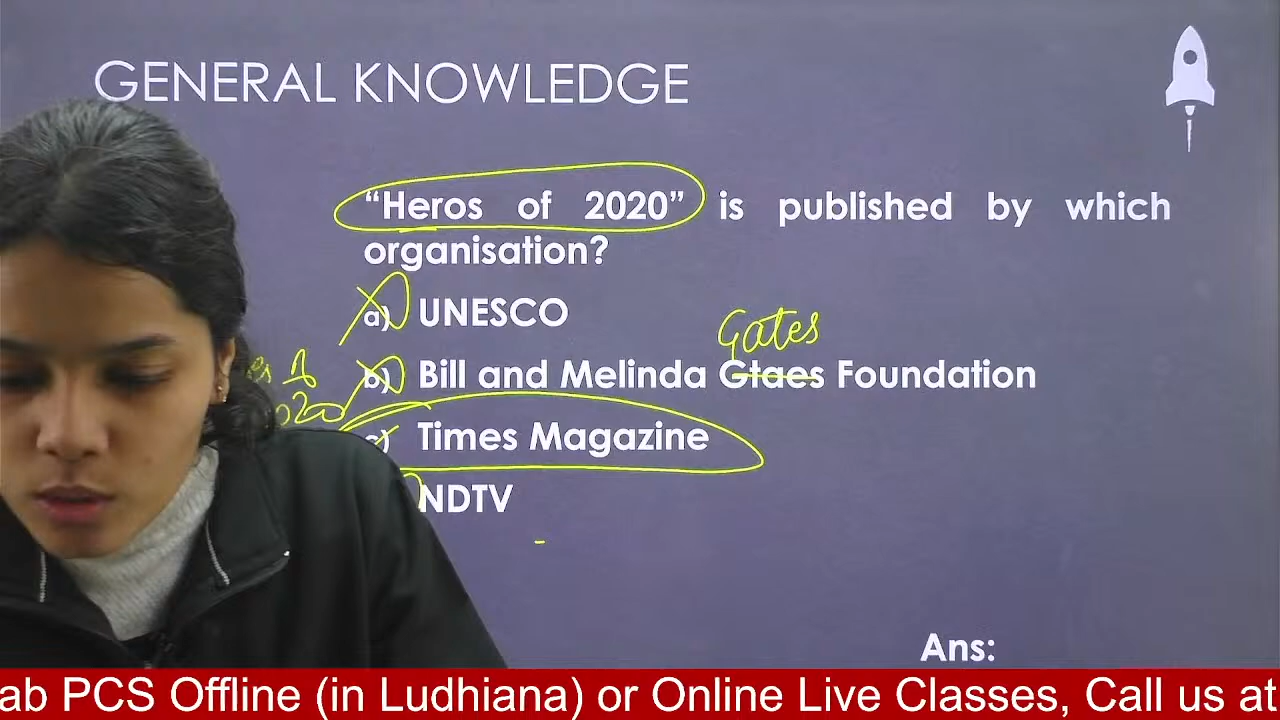 GENERAL KNOWLEDGE
“Heros of 2020” is published by which
organisation?
a) UNESCO
Gates
b) Bill and Melinda Gtaes Foundation
c) Times Magazine
NDTV
Ans:
ab PCS Offline (in Ludhiana) or Online Live Classes, Call us at